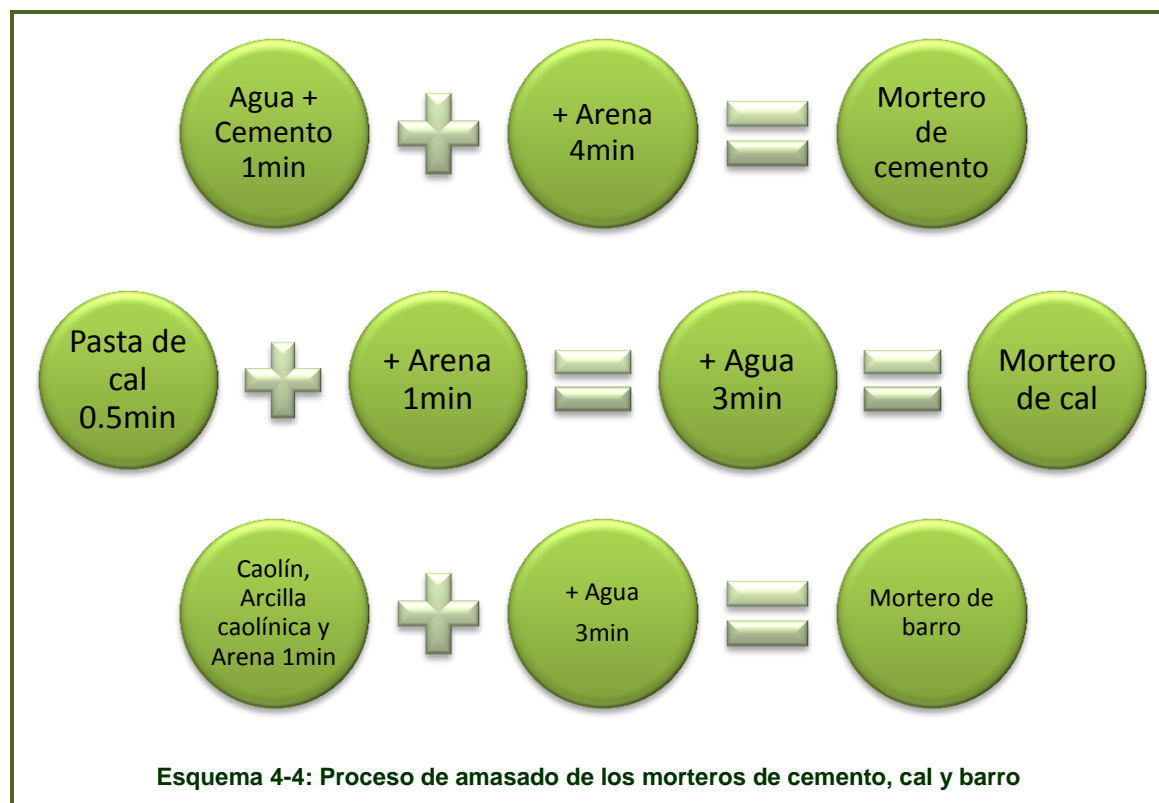 Agua +
Cemento
1min
+ Arena
4min
Mortero
de
cemento
Pasta de
cal
0.5min
+ Arena
1min
+ Agua
3min
Mortero
de cal
Caolín,
Arcilla
caolínica y
Arena 1min
+ Agua
3min
Mortero de
barro
Esquema 4-4: Proceso de amasado de los morteros de cemento, cal y barro